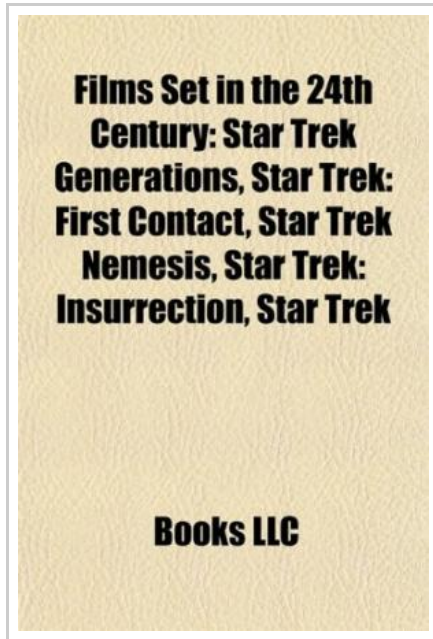 Films Set in the 24th
Century: Star Trek
Generations, Star Trek:
First Contact, Star Trek
Nemesis, Star Trek:
Insurrection, Star Trek
Books LLC